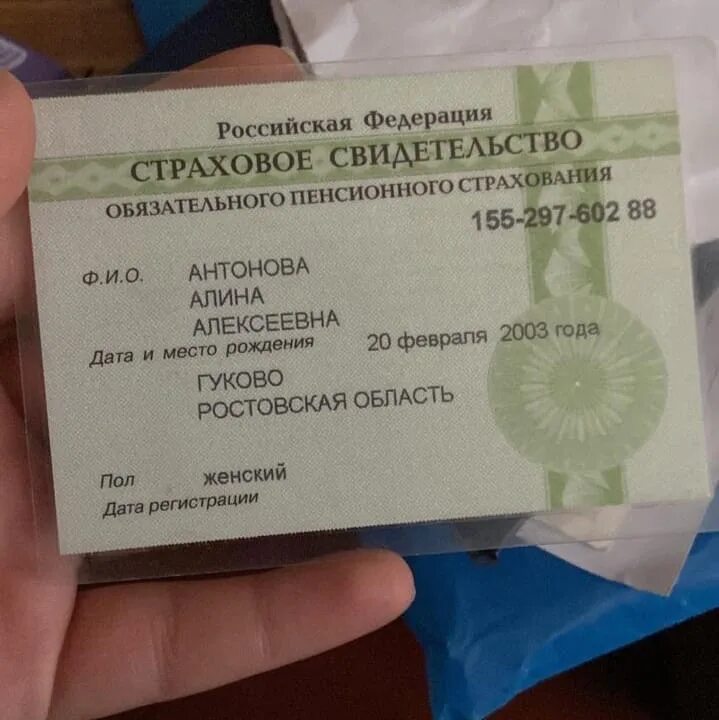 Российская Федерация
СТРАХОВОЕ СВИДЕТЕЛЬСТВО
ОБЯЗАТЕЛЬНОГО ПЕНСИОННОГО СТРАХОВАНИЯ
155-297-602 88
Ф.И.О. АНТОНОВА
АЛИНА
АЛЕКСЕЕВНА
Дата и место рождения 20 февраля 2003 года
ГУКОВО
РОСТОВСКАЯ ОБЛАСТЬ
Пол женский
Дата регистрации